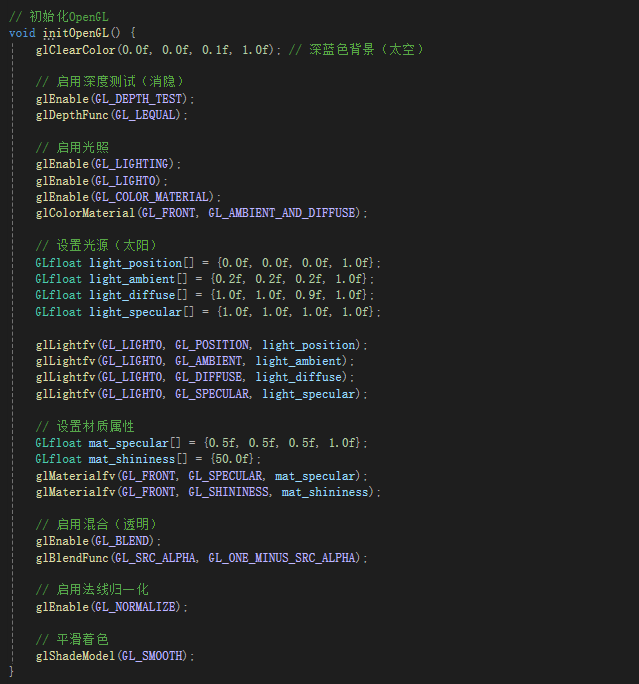 // 初始化OpenGL
void initOpenGL() {
    glClearColor(0.0f, 0.0f, 0.1f, 1.0f); // 深蓝色背景（太空）

    // 启用深度测试（消隐）
    glEnable(GL_DEPTH_TEST);
    glDepthFunc(GL_LEQUAL);

    // 启用光照
    glEnable(GL_LIGHTING);
    glEnable(GL_LIGHT0);
    glEnable(GL_COLOR_MATERIAL);
    glColorMaterial(GL_FRONT, GL_AMBIENT_AND_DIFFUSE);

    // 设置光源（太阳）
    GLfloat light_position[] = {0.0f, 0.0f, 0.0f, 1.0f};
    GLfloat light_ambient[] = {0.2f, 0.2f, 0.2f, 1.0f};
    GLfloat light_diffuse[] = {1.0f, 1.0f, 0.9f, 1.0f};
    GLfloat light_specular[] = {1.0f, 1.0f, 1.0f, 1.0f};

    glLightfv(GL_LIGHT0, GL_POSITION, light_position);
    glLightfv(GL_LIGHT0, GL_AMBIENT, light_ambient);
    glLightfv(GL_LIGHT0, GL_DIFFUSE, light_diffuse);
    glLightfv(GL_LIGHT0, GL_SPECULAR, light_specular);

    // 设置材质属性
    GLfloat mat_specular[] = {0.5f, 0.5f, 0.5f, 1.0f};
    GLfloat mat_shininess[] = {50.0f};
    glMaterialfv(GL_FRONT, GL_SPECULAR, mat_specular);
    glMaterialfv(GL_FRONT, GL_SHININESS, mat_shininess);

    // 启用混合（透明）
    glEnable(GL_BLEND);
    glBlendFunc(GL_SRC_ALPHA, GL_ONE_MINUS_SRC_ALPHA);

    // 启用法线归一化
    glEnable(GL_NORMALIZE);

    // 平滑着色
    glShadeModel(GL_SMOOTH);
}